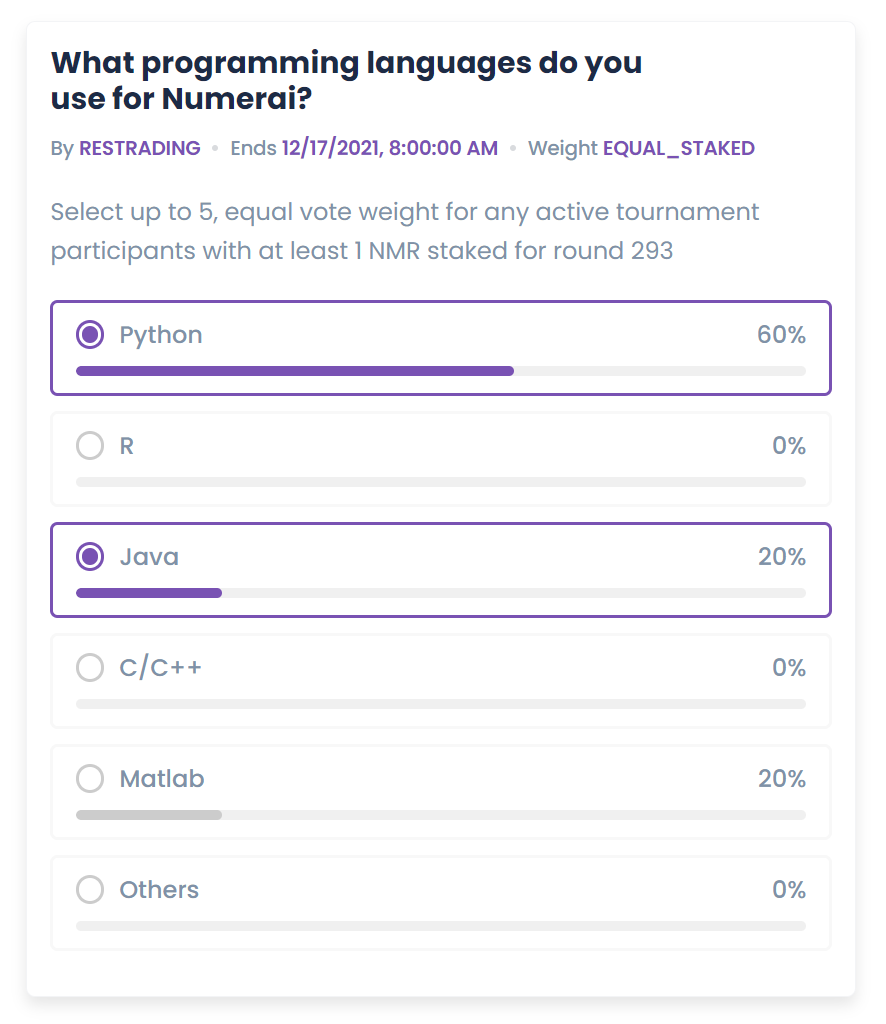 What programming languages do you
use for Numerai?
By RESTRADING • Ends 12/17/2021, 8:00:00 AM • Weight EQUAL_STAKED
Select up to 5, equal vote weight for any active tournament
participants with at least 1 NMR staked for round 293
Python 60%
R 0%
Java 20%
C/C++ 0%
Matlab 20%
Others 0%